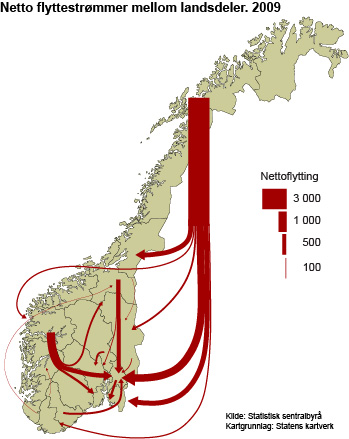 Netto flyttestrømmer mellom landsdeler. 2009
Nettoflytting
3 000
1 000
500
100
Kilde: Statistisk sentralbyrå
Kartgrunnlag: Statens kartverk